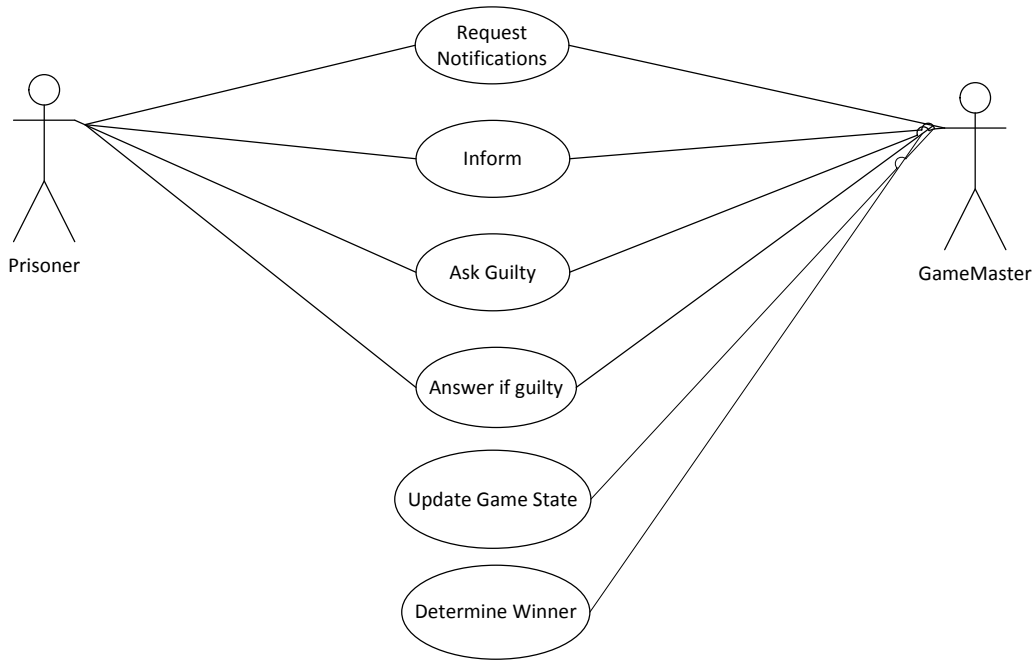 Request
Notifications
Inform
Prisoner
GameMaster
Ask Guilty
Answer if guilty
Update Game State
Determine Winner